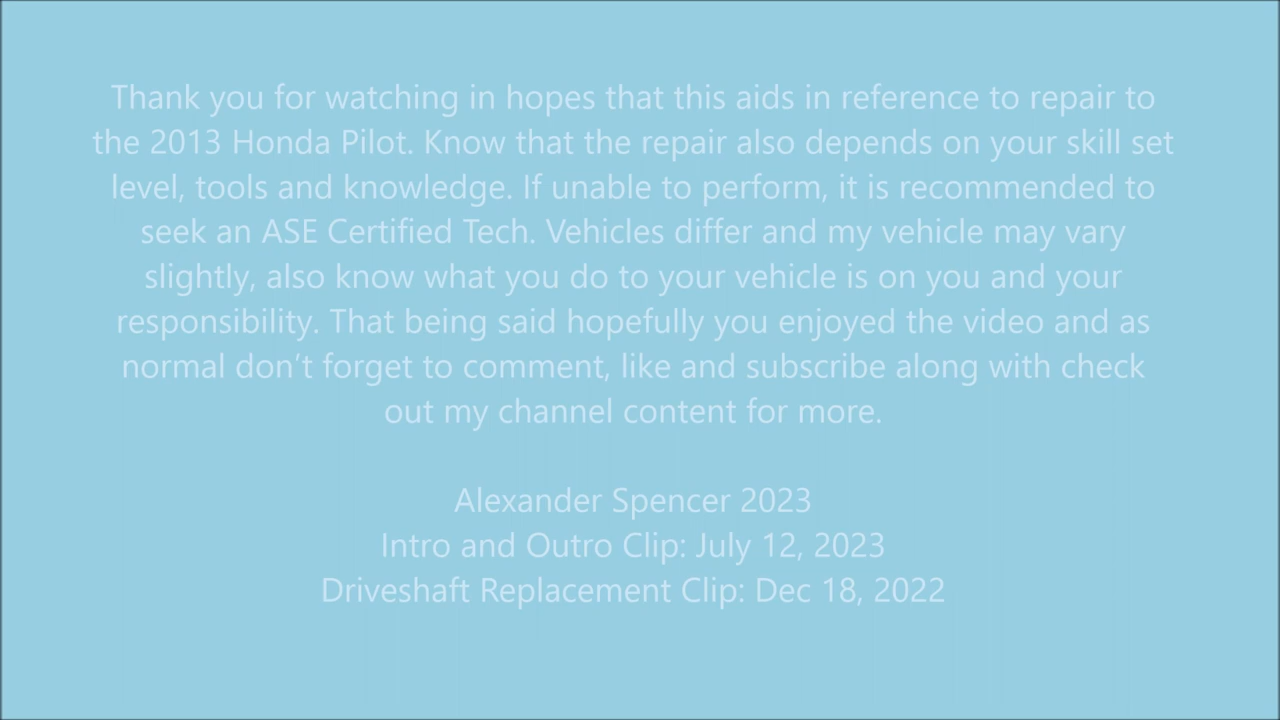 Thank you for watching in hopes that this aids in reference to repair to
the 2013 Honda Pilot. Know that the repair also depends on your skill set
level, tools and knowledge. If unable to perform, it is recommended to
seek an ASE Certified Tech. Vehicles differ and my vehicle may vary
slightly, also know what you do to your vehicle is on you and your
responsibility. That being said hopefully you enjoyed the video and as
normal don’t forget to comment, like and subscribe along with check
out my channel content for more.
Alexander Spencer 2023
Intro and Outro Clip: July 12, 2023
Driveshaft Replacement Clip: Dec 18, 2022